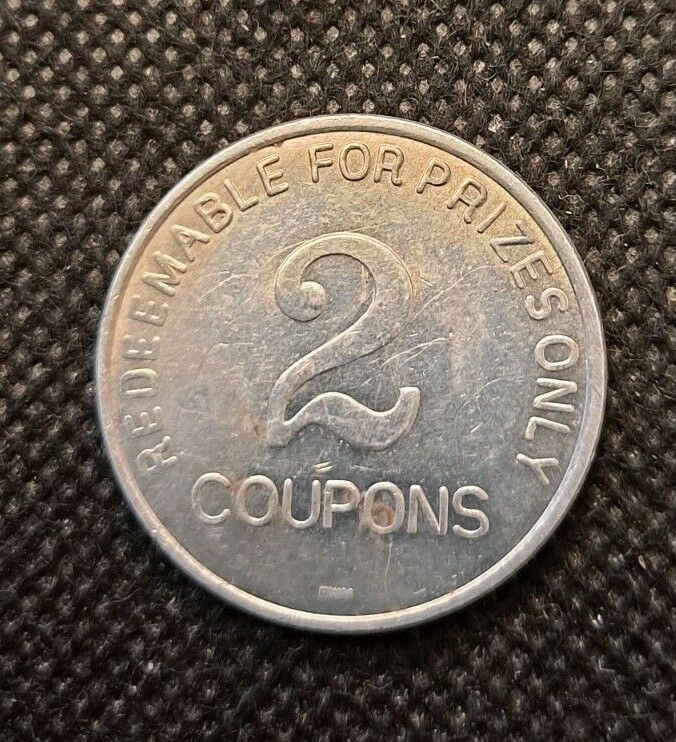 REDEEMABLE FOR PRIZES ONLY
2
COUPONS